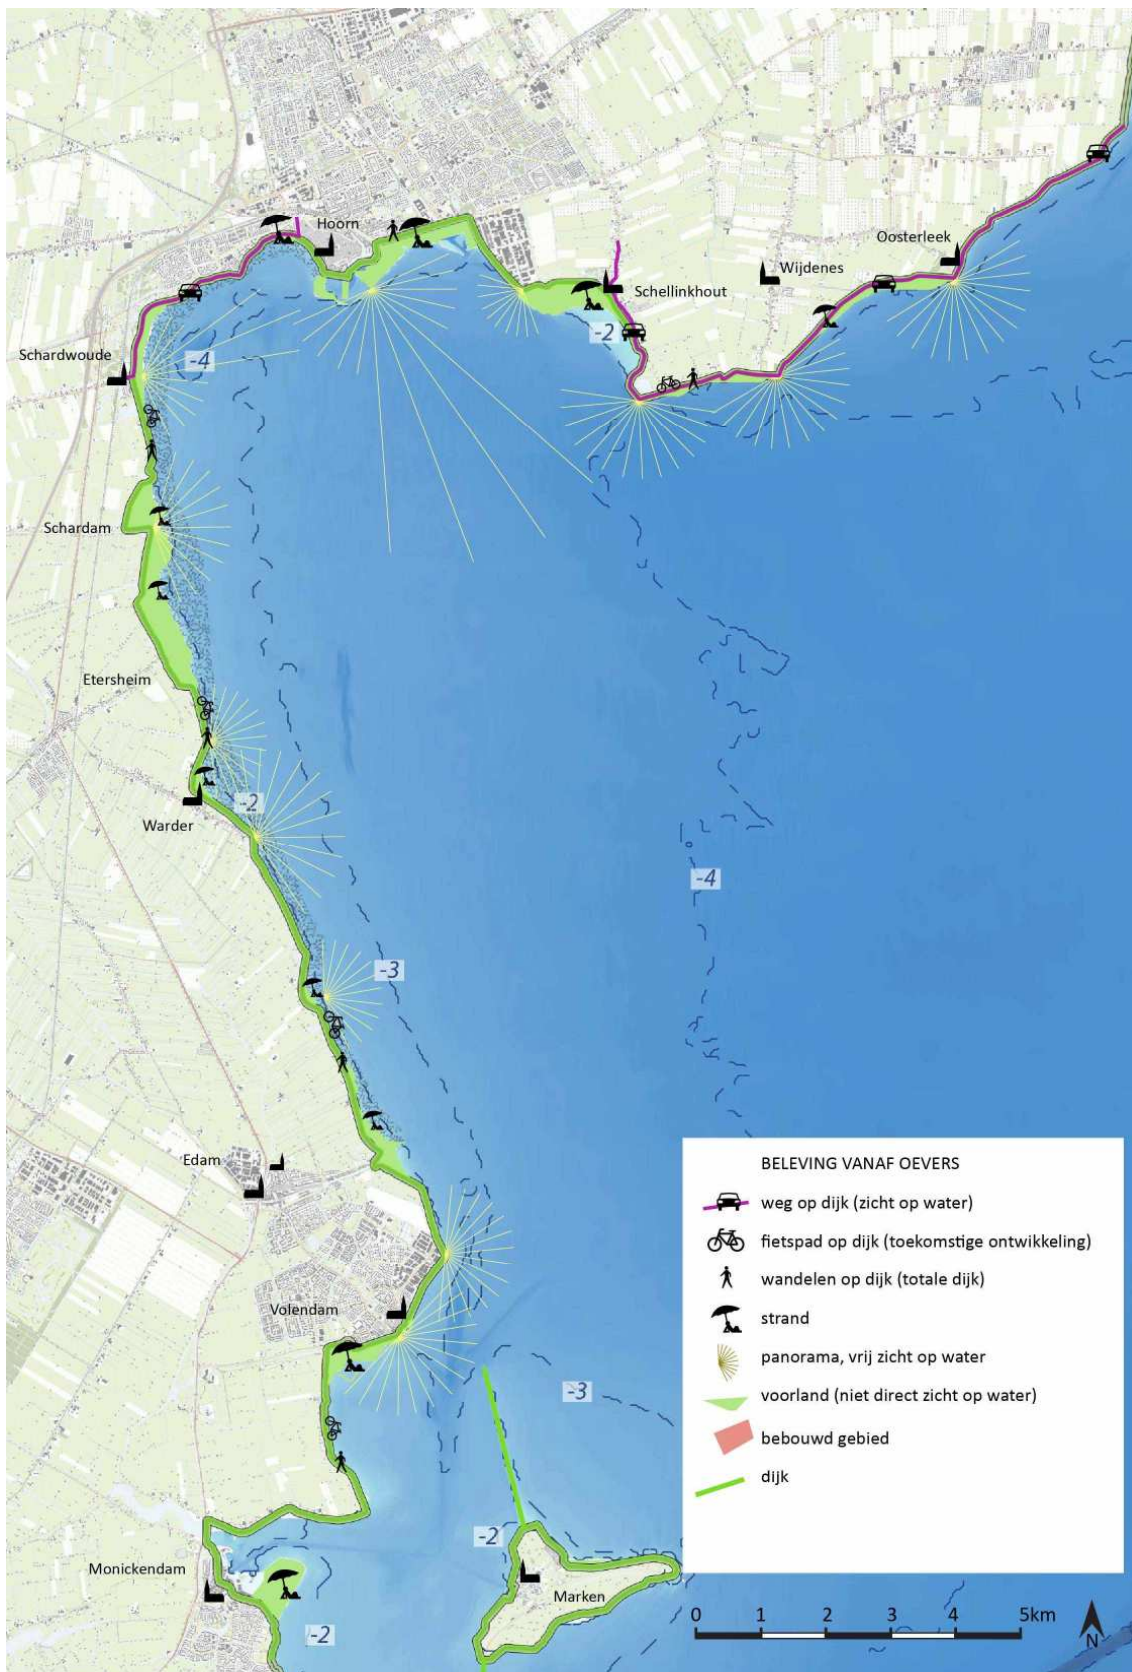 Hoorn
Oosterleek
Wijdenes
Schellinkhout
-2
Schardwoude
-4
Schardam
Etersheim
-2
Warder
-4
-3
Edam
BELEVING VANAF OEVERS
weg op dijk (zicht op water)
fietspad op dijk (toekomstige ontwikkeling)
wandelen op dijk (totale dijk)
strand
panorama, vrij zicht op water
voorland (niet direct zicht op water)
bebouwd gebied
dijk
Volendam
-3
-2
Monickendam
Marken
-2
0 1 2 3 4 5km
N